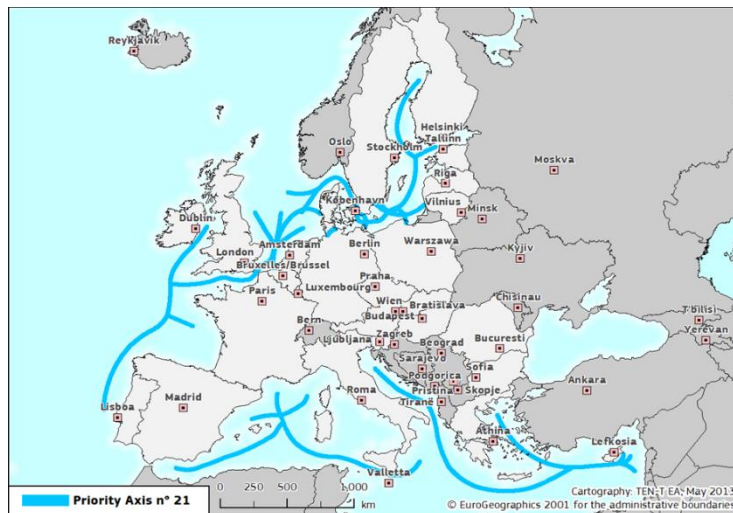 Reykjavik
Helsinki
Tallinn
Oslo
Stockholm
Moskva
Riga
København
Vilnius
Minsk
Dublin
London
Amsterdam
Berlin
Warszawa
Bruxelles/Brussel
Kyjiv
Praha
Paris
Luxembourg
Wien
Bratislava
Chisinau
Budapest
Bern
Ljubljana
Zagreb
Beograd
Bucuresti
Tbilisi
Yerevan
Sarajevo
Sofia
Podgorica
Skopje
Pristina
Ankara
Roma
Tiranë
Madrid
Lisboa
Athina
Lefkosia
Valletta
Priority Axis n° 21
0 250 500 1,000
km
Cartography: TEN-T EA, May 2013
© EuroGeographics 2001 for the administrative boundaries